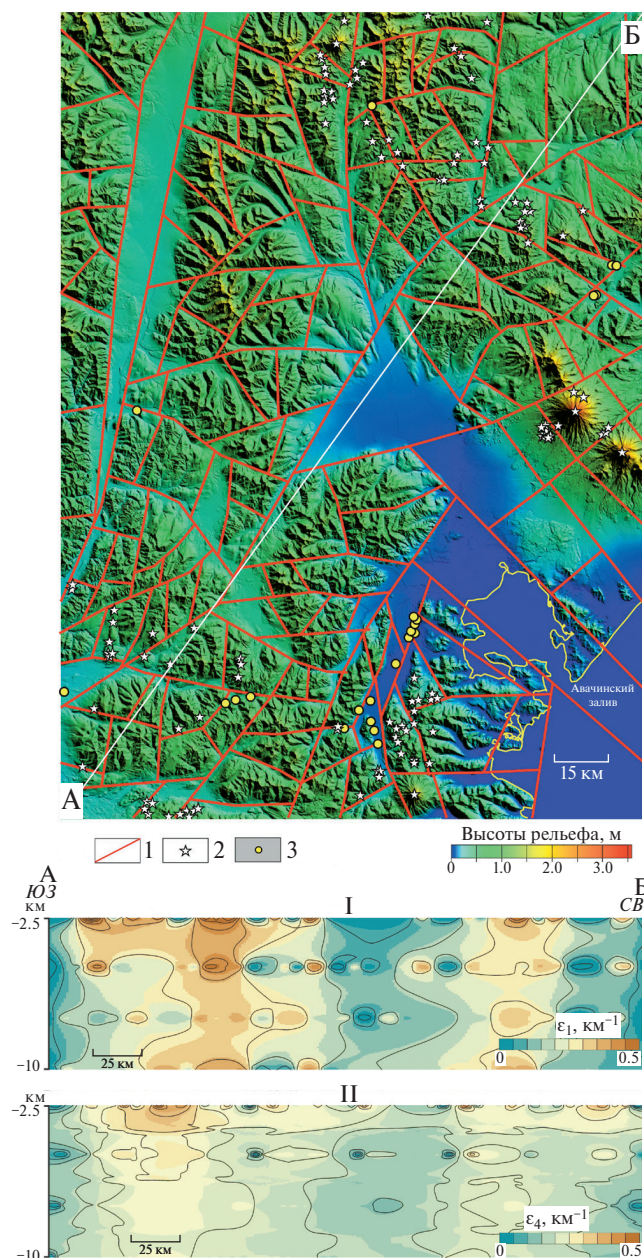 Б
Авачинский
залив
15 км
А
1 2 3
Высоты рельефа, м
0 1.0 2.0 3.0
А
ЮЗ I СВ
км
–2.5
ε1, км–1
25 км
0 0.5
–10
км II
–2.5
ε4, км–1
25 км
0 0.5
–10